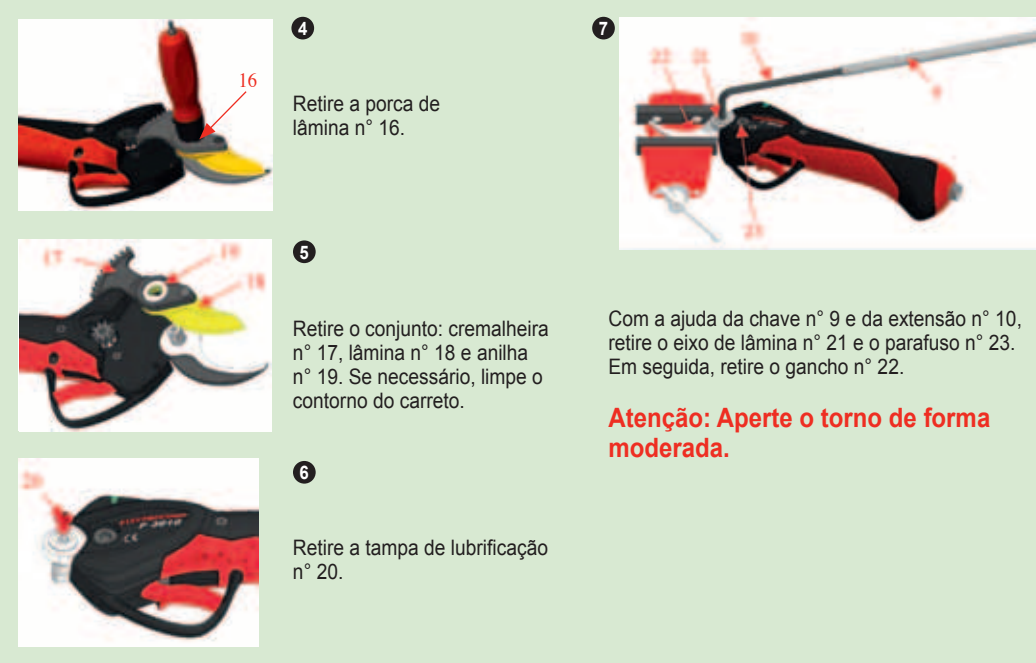 4
16
Retire a porca de
lâmina n° 16.
5
17
19
18
Retire o conjunto: cremalheira
n° 17, lâmina n° 18 e anilha
n° 19. Se necessário, limpe o
contorno do carreto.
6
20
Retire a tampa de lubrificação
n° 20.
7
22
21
10
9
23
Com a ajuda da chave n° 9 e da extensão n° 10,
retire o eixo de lâmina n° 21 e o parafuso n° 23.
Em seguida, retire o gancho n° 22.
Atenção: Aperte o torno de forma
moderada.